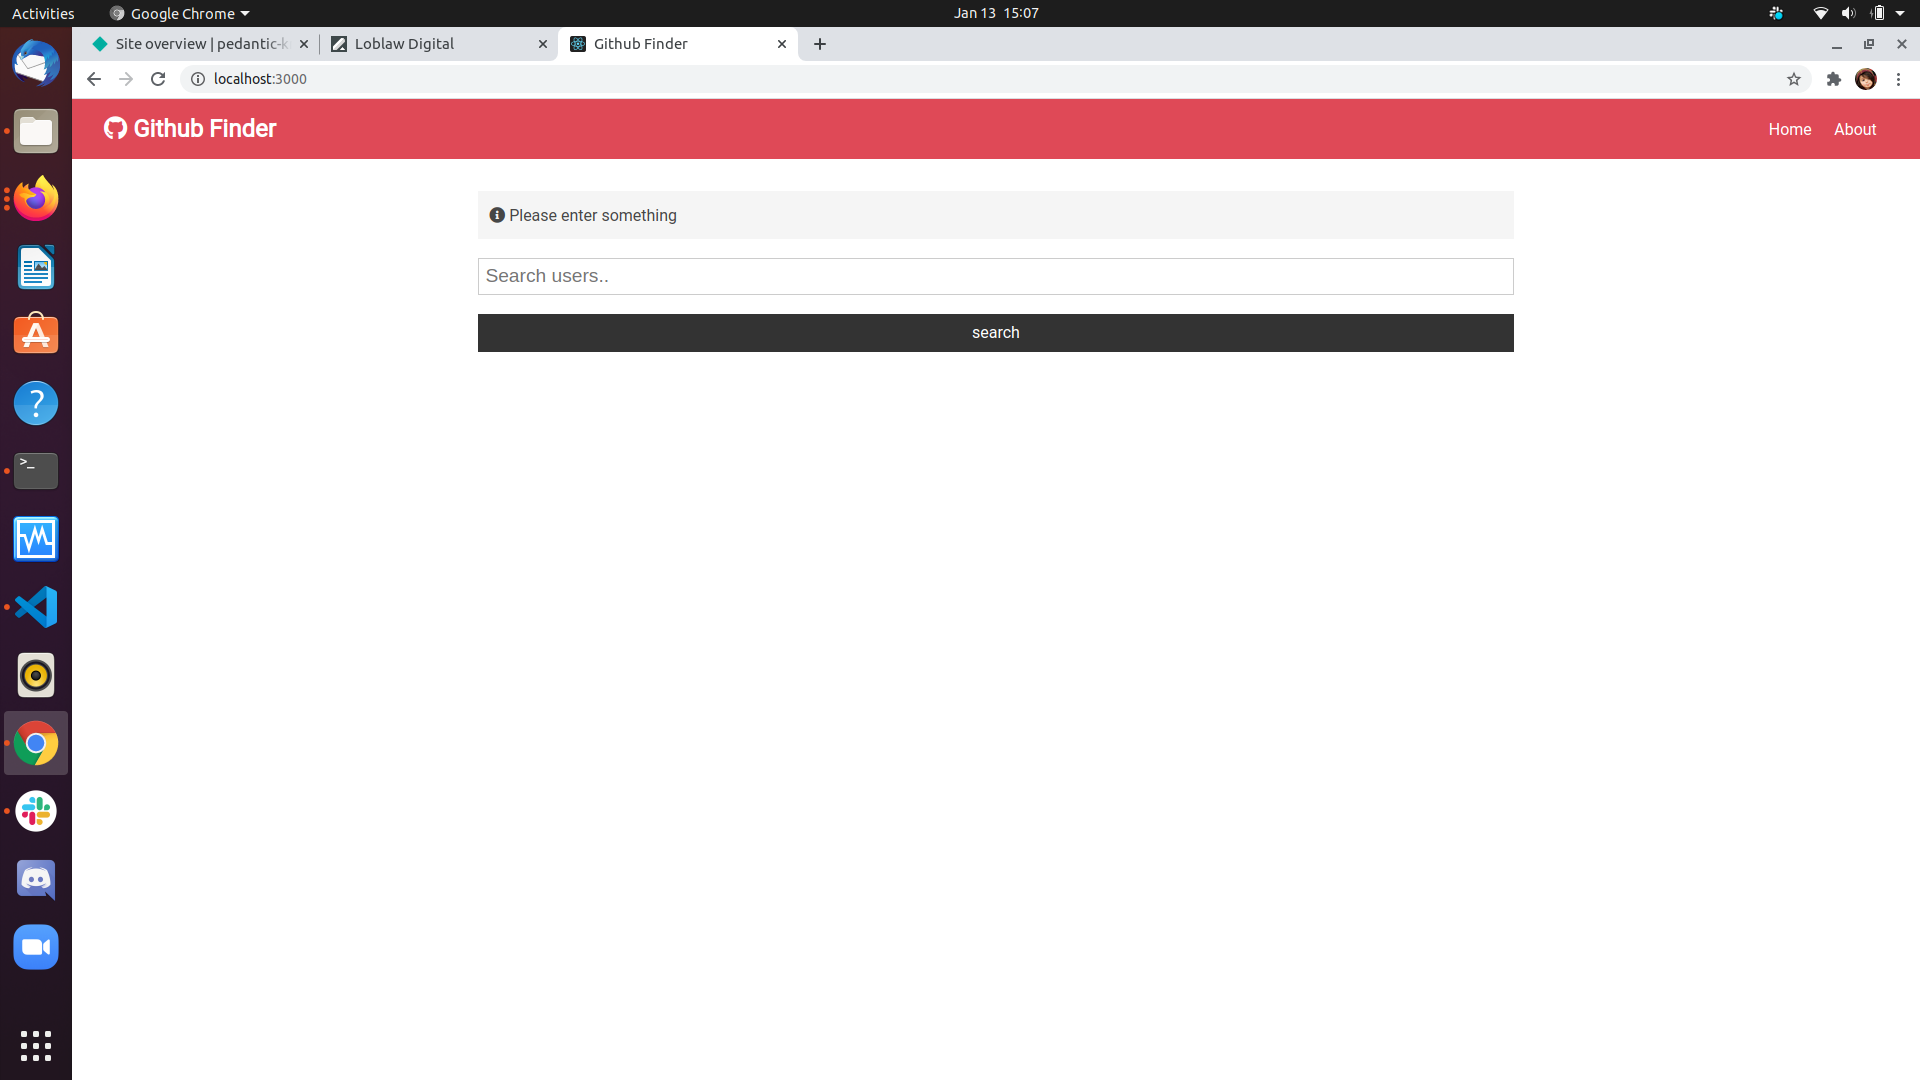 Activities
Google Chrome
Jan 13 15:07
Site overview | pedantic-k
Loblaw Digital
Github Finder
localhost:3000
Github Finder
Home
About
Please enter something
Search users..
search